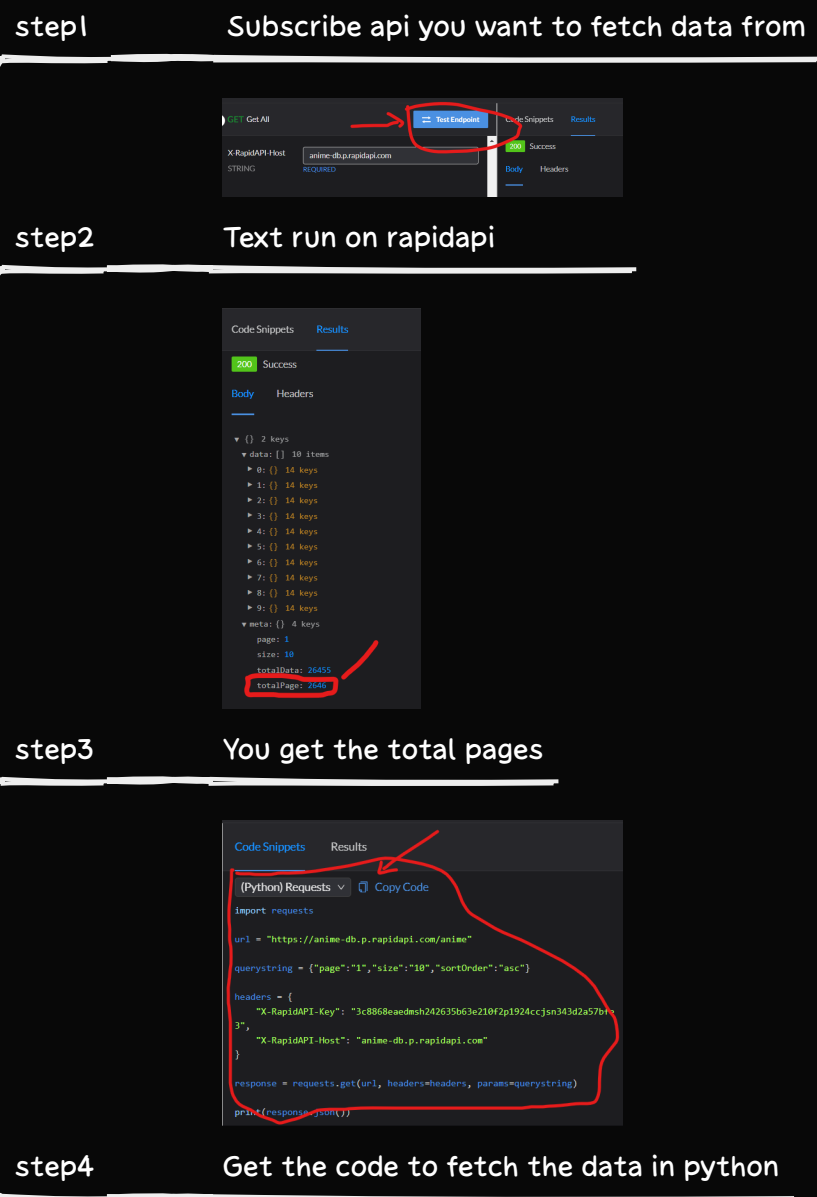 step1 Subscribe api you want to fetch data from
GET Get All
Test Endpoint
Code Snippets Results
X-RapidAPI-Host
STRING
anime-db.p.rapidapi.com
REQUIRED
200 Success
Body Headers
step2 Text run on rapidapi
Code Snippets Results
200 Success
Body Headers
▼ {} 2 keys
▼ data: [] 10 items
▶ 0: {} 14 keys
▶ 1: {} 14 keys
▶ 2: {} 14 keys
▶ 3: {} 14 keys
▶ 4: {} 14 keys
▶ 5: {} 14 keys
▶ 6: {} 14 keys
▶ 7: {} 14 keys
▶ 8: {} 14 keys
▶ 9: {} 14 keys
▼ meta: {} 4 keys
page: 1
size: 10
totalData: 26455
totalPage: 2646
step3 You get the total pages
Code Snippets Results
(Python) Requests Copy Code
import requests
url = "https://anime-db.p.rapidapi.com/anime"
querystring = {"page":"1","size":"10","sortOrder":"asc"}
headers = {
"X-RapidAPI-Key": "3c8868eaedmsh242635b63e210f2p1924ccjsn343d2a57bfe
3",
"X-RapidAPI-Host": "anime-db.p.rapidapi.com"
}
response = requests.get(url, headers=headers, params=querystring)
print(response.json())
step4 Get the code to fetch the data in python